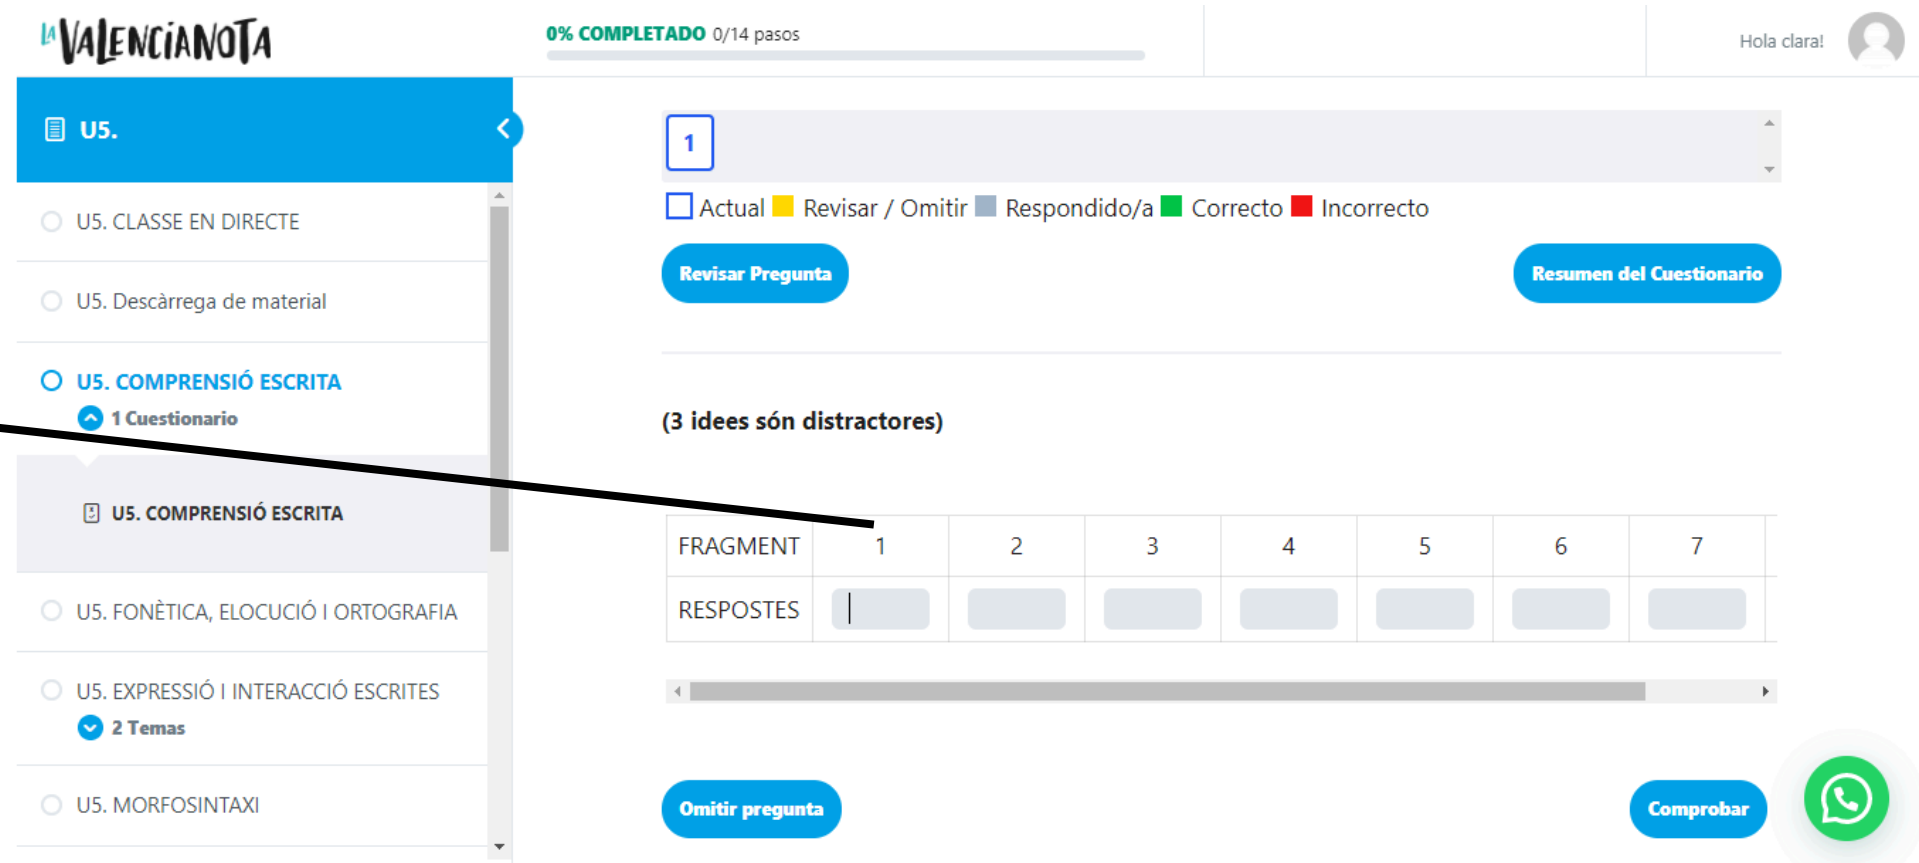 LA VALENCIANOTA
0% COMPLETADO 0/14 pasos
Hola clara!
U5.
U5. CLASSE EN DIRECTE
U5. Descàrrega de material
U5. COMPRENSIÓ ESCRITA
1 Cuestionario
U5. COMPRENSIÓ ESCRITA
U5. FONÈTICA, ELOCUCIÓ I ORTOGRAFIA
U5. EXPRESSIÓ I INTERACCIÓ ESCRITES
2 Temas
U5. MORFOSINTAXI
1
Actual Revisar / Omitir Respondido/a Correcto Incorrecto
Revisar Pregunta
Resumen del Cuestionario
(3 idees són distractores)
FRAGMENT 1 2 3 4 5 6 7
RESPOSTES
Omitir pregunta
Comprobar